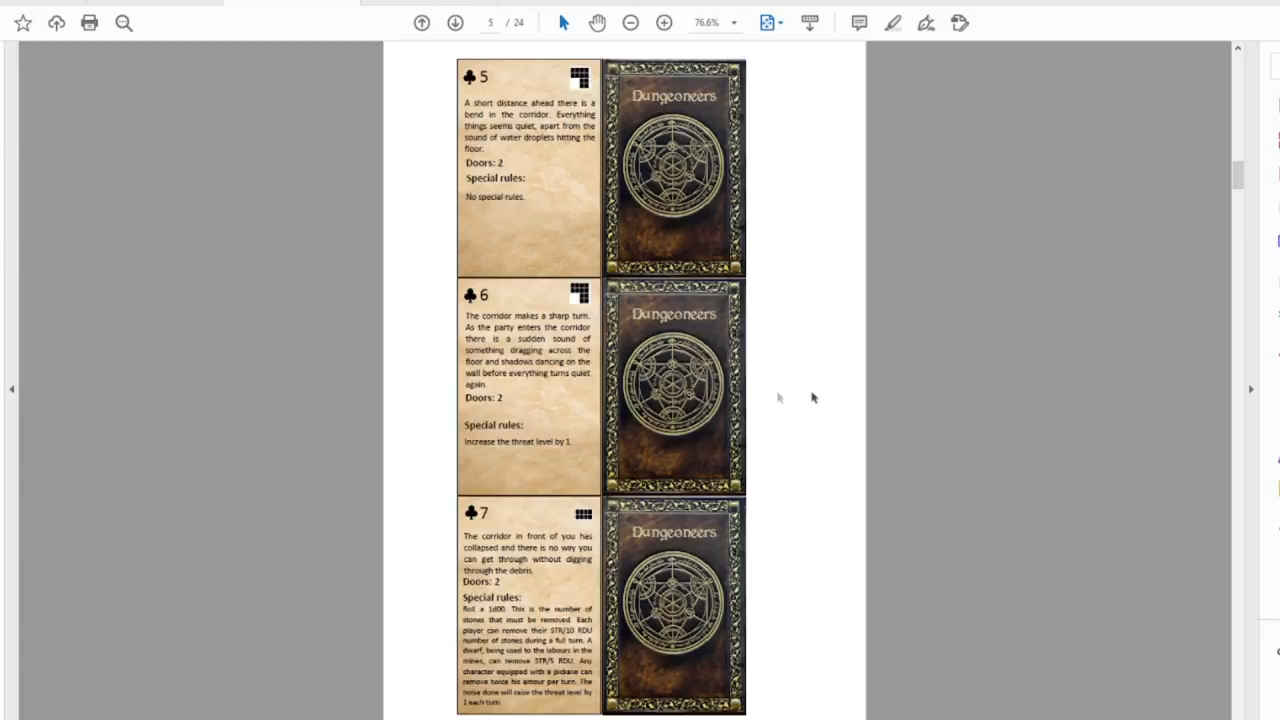 5 / 24
76.6%
♣ 5
A short distance ahead there is a
bend in the corridor. Everything
things seems quiet, apart from the
sound of water droplets hitting the
floor.
Doors: 2
Special rules:
No special rules.
Dungeoneers
♣ 6
The corridor makes a sharp turn.
As the party enters the corridor
there is a sudden sound of
something dragging across the
floor and shadows dancing on the
wall before everything turns quiet
again.
Doors: 2
Special rules:
Increase the threat level by 1.
Dungeoneers
♣ 7
The corridor in front of you has
collapsed and there is no way you
can get through without digging
through the debris.
Doors: 2
Special rules:
Roll a 1d00. This is the number of
stones that must be removed. Each
player can remove their STR/10 RDU
number of stones during a full turn. A
dwarf, being used to the labours in the
mines, can remove STR/5 RDU. Any
character equipped with a pickaxe can
remove twice his amour per turn. The
noise done will raise the threat level by
1 each turn.
Dungeoneers